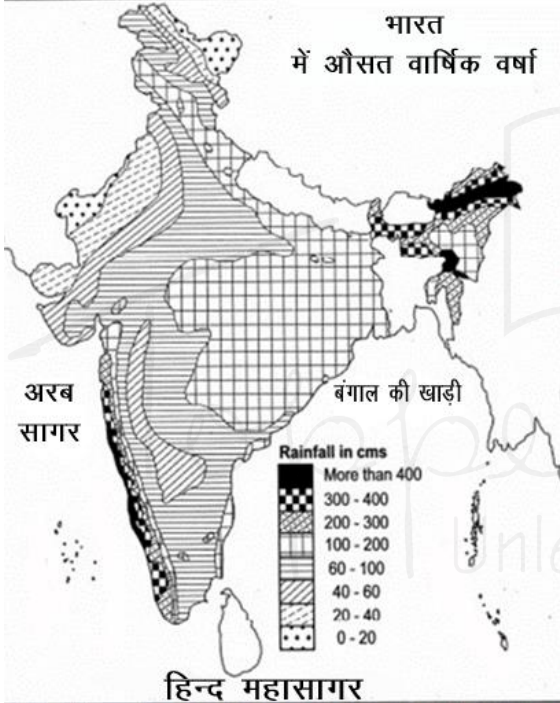 भारत
में औसत वार्षिक वर्षा
अरब
सागर
बंगाल की खाड़ी
Rainfall in cms
More than 400
300 - 400
200 - 300
100 - 200
60 - 100
40 - 60
20 - 40
0 - 20
हिन्द महासागर